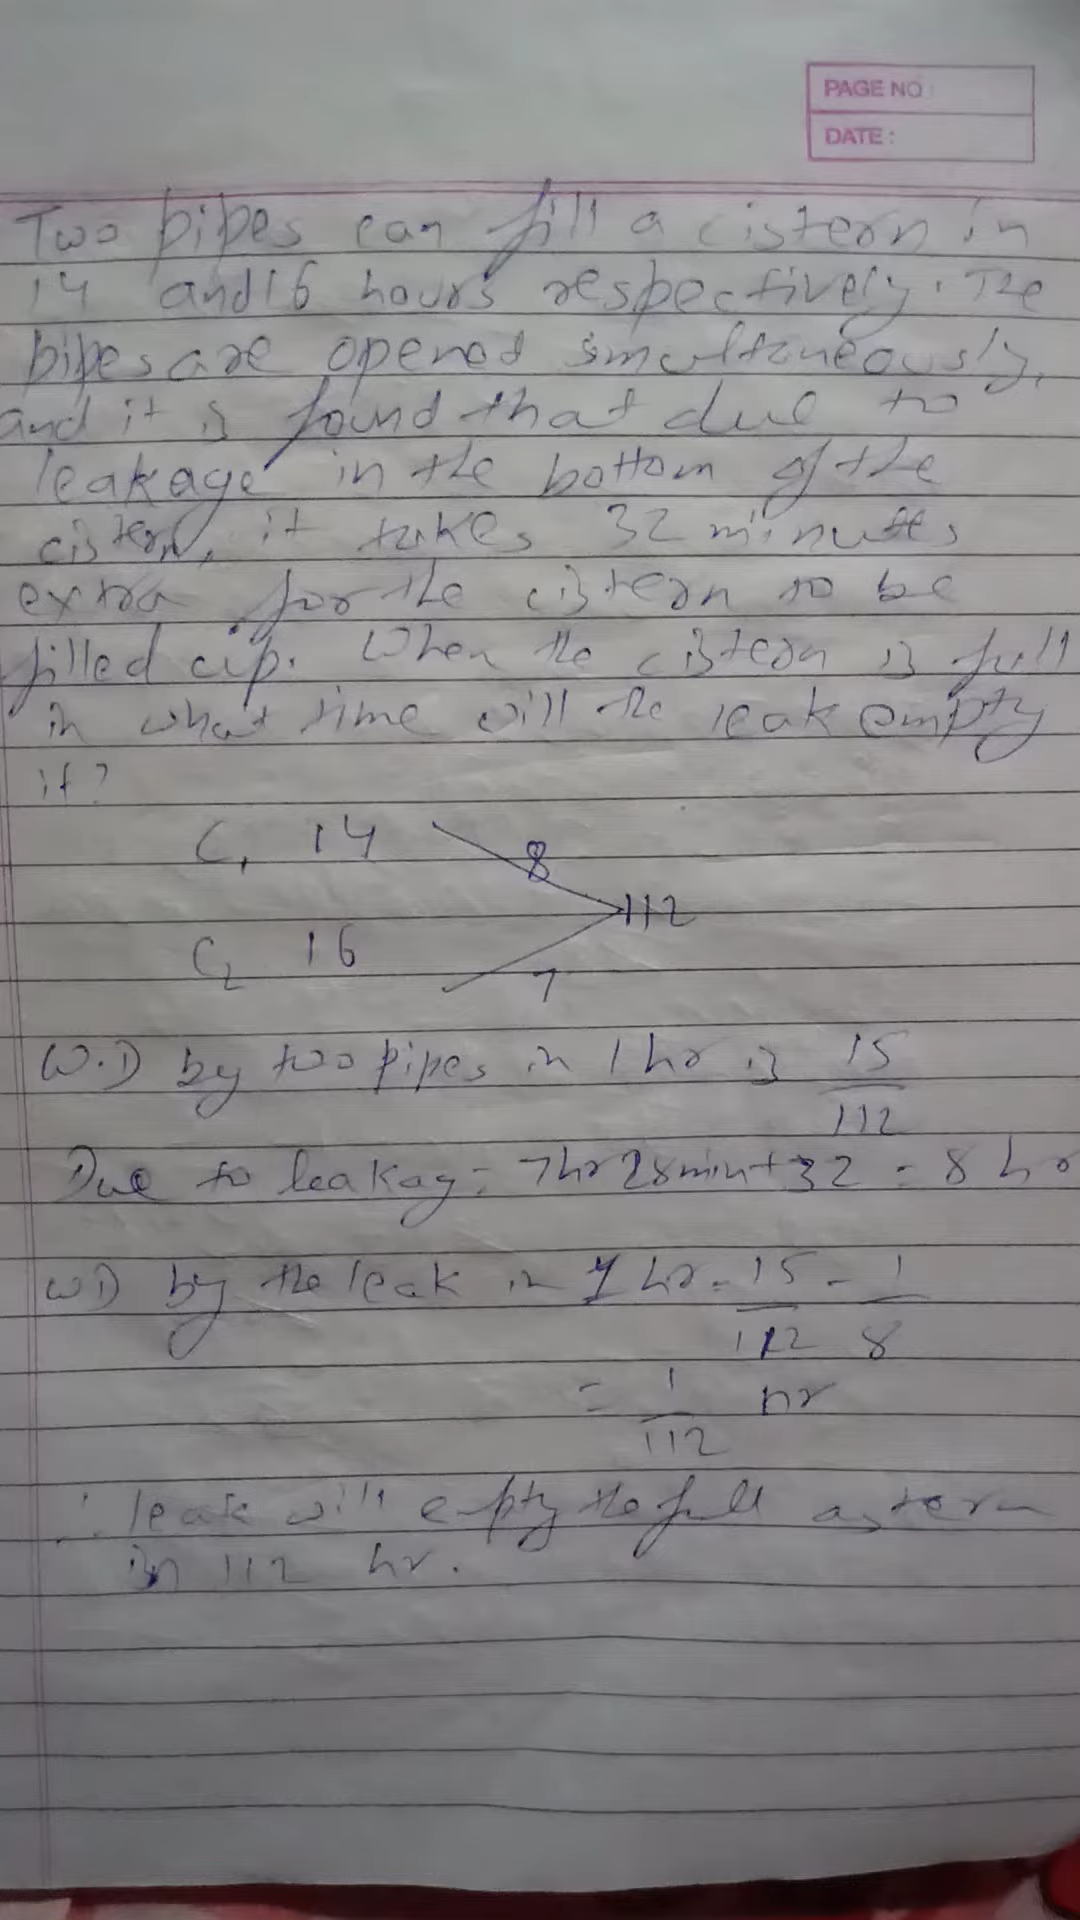 PAGE NO :
DATE :
Two pipes can fill a cistern in
14 and 16 hours respectively. The
pipes are opened simultaneously,
and it is found that due to
leakage in the bottom of the
cistern, it takes 32 minutes
extra for the cistern to be
filled up. When the cistern is full
in what time will the leak empty
it?
C1 14 8
112
C2 16 7
W.D by two pipes in 1 hr is 15/112
Due to leakag = 7hr 28min + 32 = 8 hr
WD by the leak in 1 hr = 15/112 - 1/8
= 1/112 hr
∴ leak will empty the full cistern
in 112 hr.